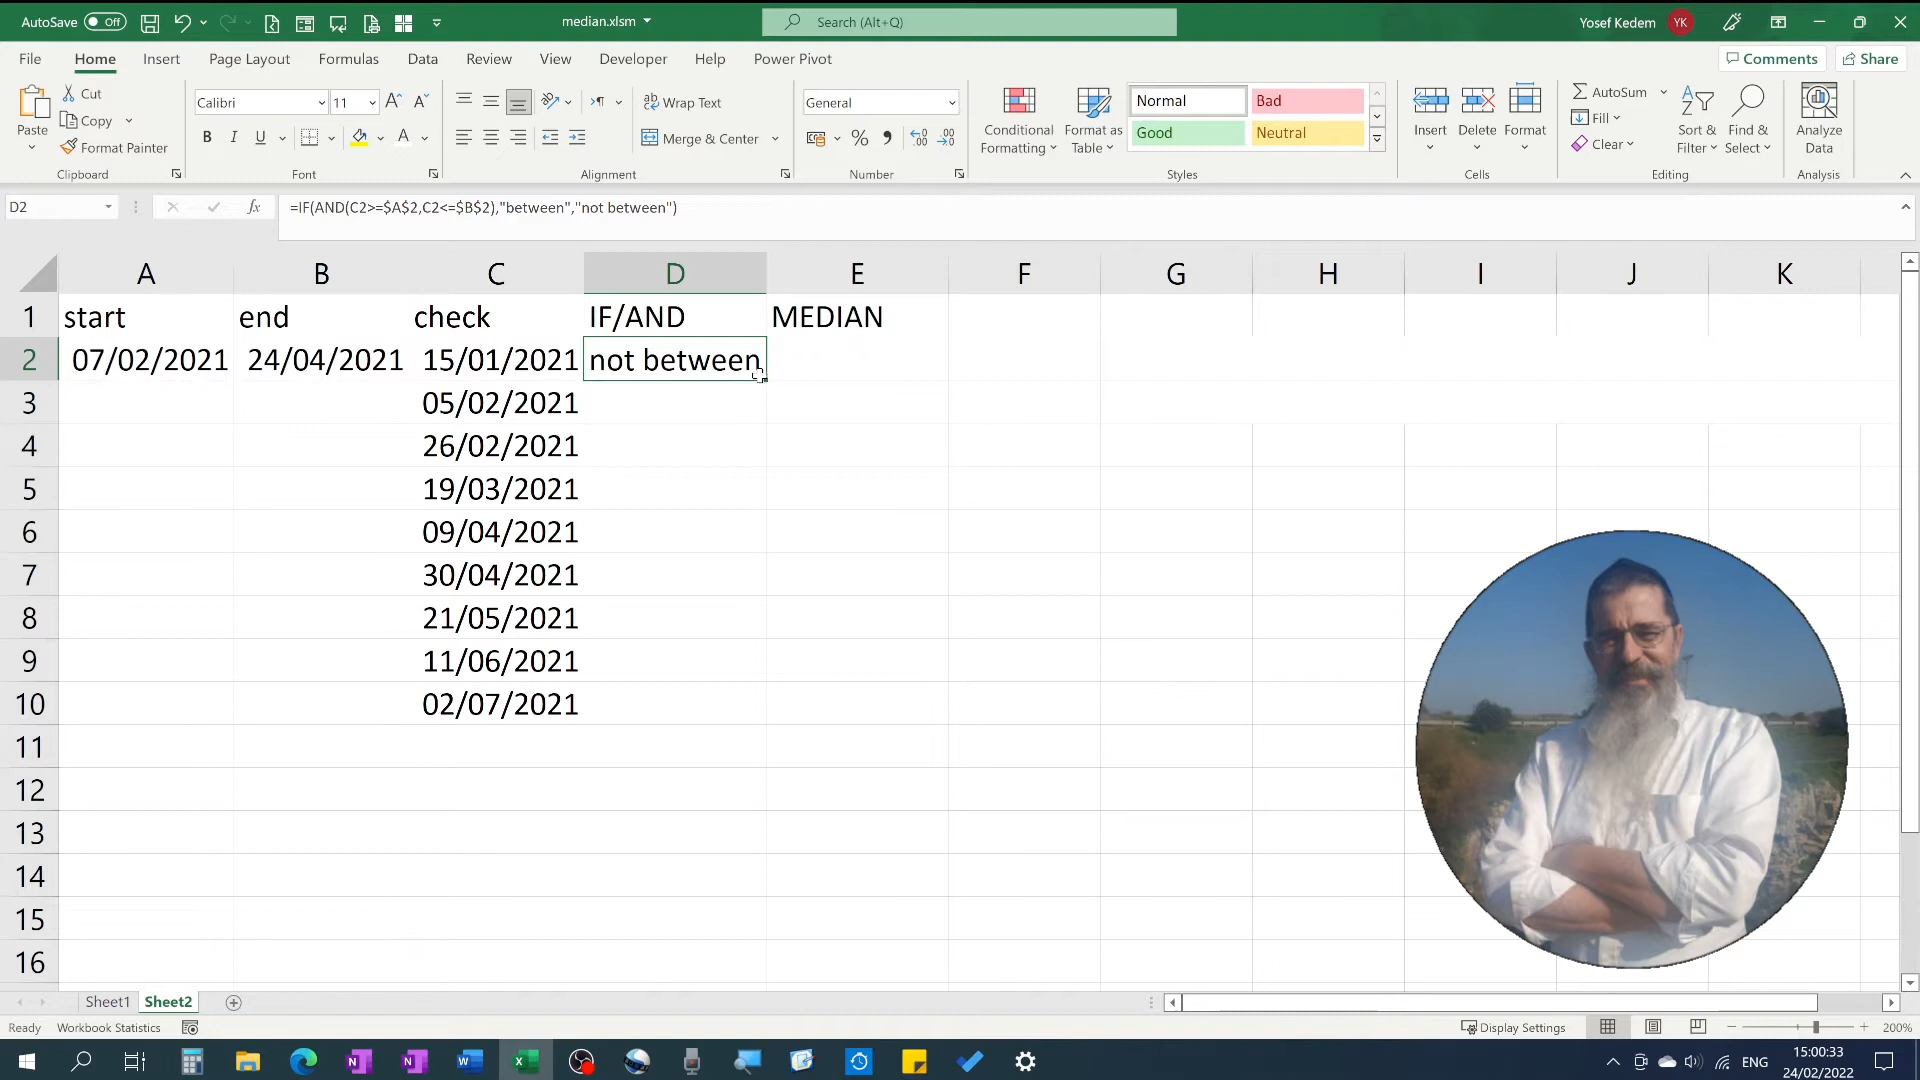 AutoSave Off median.xlsm Search (Alt+Q) Yosef Kedem YK
File Home Insert Page Layout Formulas Data Review View Developer Help Power Pivot Comments Share
Paste Cut Copy Format Painter Clipboard
Calibri 11 B I U A Font
Wrap Text Merge & Center Alignment
General % Number
Conditional Formatting Format as Table Normal Bad Good Neutral Styles
Insert Delete Format Cells
AutoSum Fill Clear Sort & Filter Find & Select Editing
Analyze Data Analysis
D2 fx =IF(AND(C2>=$A$2,C2<=$B$2),"between","not between")
A B C D E F G H I J K
1 start end check IF/AND MEDIAN
2 07/02/2021 24/04/2021 15/01/2021 not between
3 05/02/2021
4 26/02/2021
5 19/03/2021
6 09/04/2021
7 30/04/2021
8 21/05/2021
9 11/06/2021
10 02/07/2021
11
12
13
14
15
16
Sheet1 Sheet2
Ready Workbook Statistics Display Settings 200%
ENG 15:00:33
24/02/2022